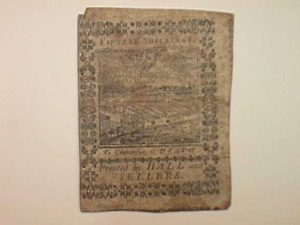 FIFTEEN SHILLINGS.
To Counterfeit, is DEATH.
Printed by HALL and
SELLERS.